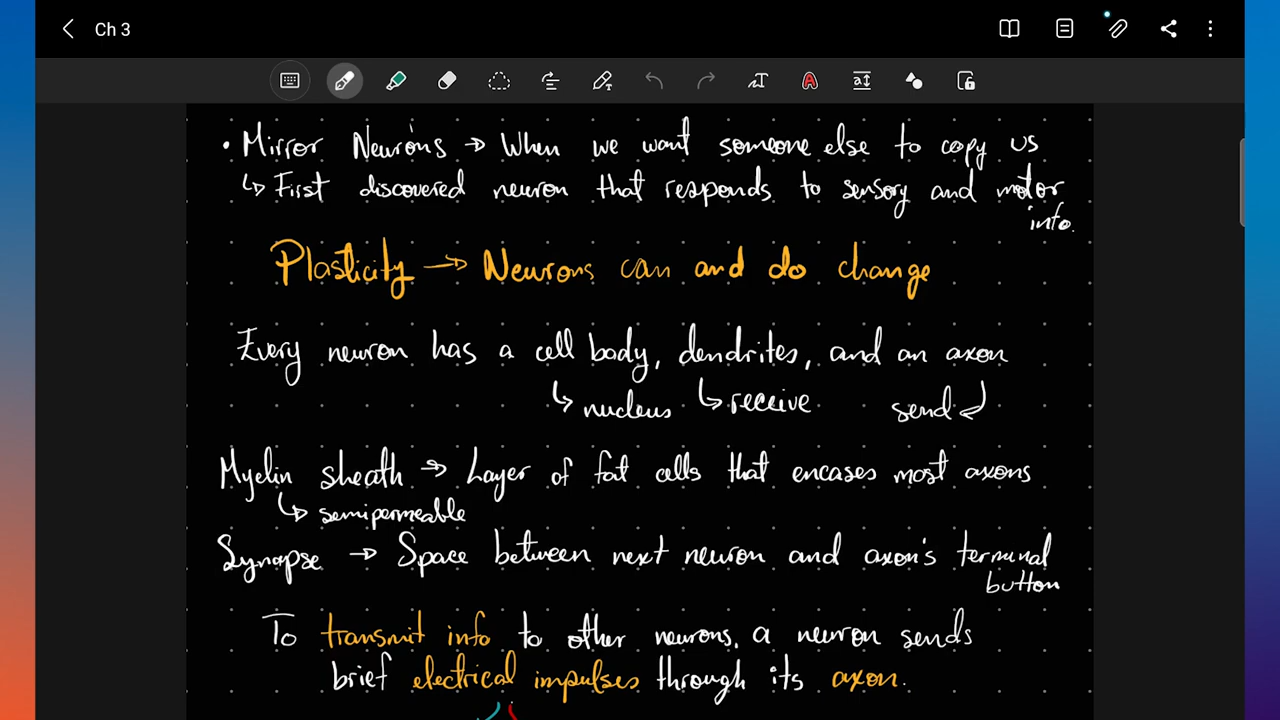 Ch 3
• Mirror Neurons → When we want someone else to copy us
↳ First discovered neuron that responds to sensory and motor
info.
Plasticity → Neurons can and do change
Every neuron has a cell body, dendrites, and an axon
↳ nucleus ↳ receive send ↲
Myelin sheath → Layer of fat cells that encases most axons
↳ semipermeable
Synapse → Space between next neuron and axon's terminal
button
To transmit info to other neurons, a neuron sends
brief electrical impulses through its axon.